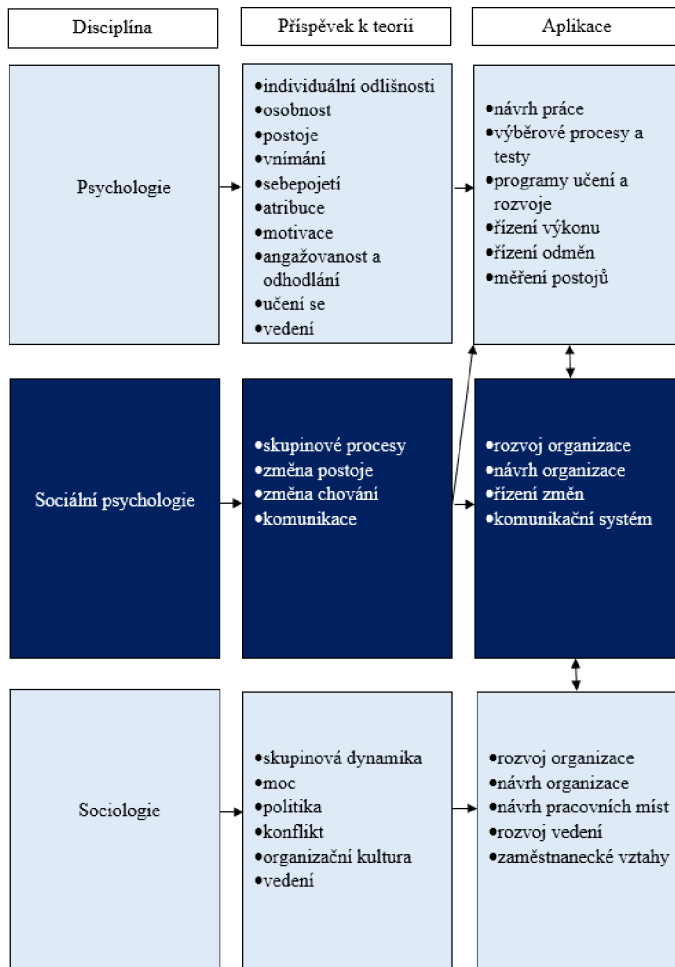 Disciplína
Příspěvek k teorii
Aplikace
Psychologie
•individuální odlišnosti
•osobnost
•postoje
•vnímání
•sebepojetí
•atribuce
•motivace
•angažovanost a
odhodlání
•učení se
•vedení
•návrh práce
•výběrové procesy a
testy
•programy učení a
rozvoje
•řízení výkonu
•řízení odměn
•měření postojů
Sociální psychologie
•skupinové procesy
•změna postoje
•změna chování
•komunikace
•rozvoj organizace
•návrh organizace
•řízení změn
•komunikační systém
Sociologie
•skupinová dynamika
•moc
•politika
•konflikt
•organizační kultura
•vedení
•rozvoj organizace
•návrh organizace
•návrh pracovních míst
•rozvoj vedení
•zaměstnanecké vztahy